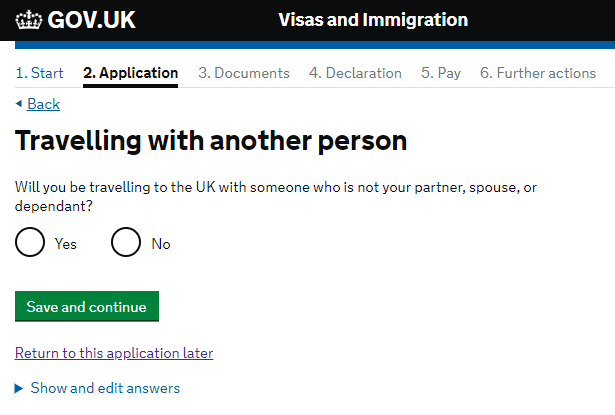 GOV.UK Visas and Immigration
1. Start 2. Application 3. Documents 4. Declaration 5. Pay 6. Further actions
Back
Travelling with another person
Will you be travelling to the UK with someone who is not your partner, spouse, or
dependant?
Yes No
Save and continue
Return to this application later
Show and edit answers